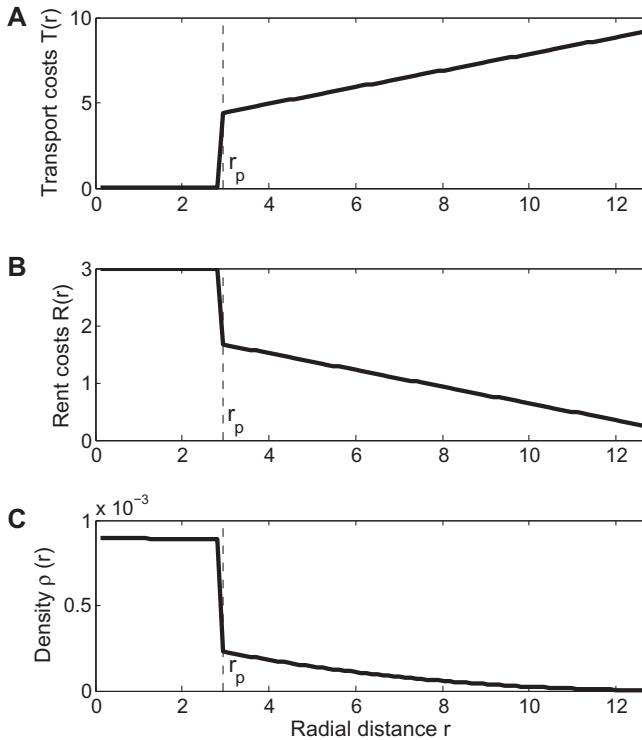 A
Transport costs T(r)
10
5
0
r_p
0 2 4 6 8 10 12
B
Rent costs R(r)
3
2
1
0
r_p
0 2 4 6 8 10 12
C
x 10⁻³
Density ρ (r)
1
0.5
0
r_p
0 2 4 6 8 10 12
Radial distance r